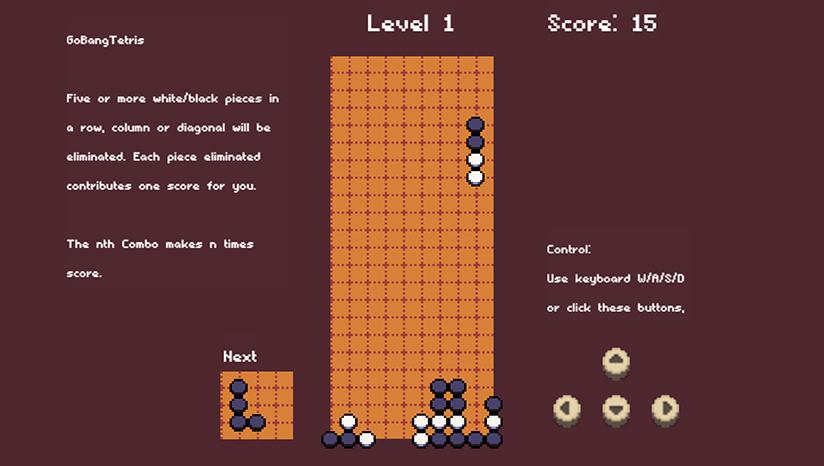 Level 1
Score: 15
GoBangTetris
Five or more white/black pieces in
a row, column or diagonal will be
eliminated. Each piece eliminated
contributes one score for you.
The nth Combo makes n times
score.
Control:
Use keyboard W/A/S/D
or click these buttons,
Next